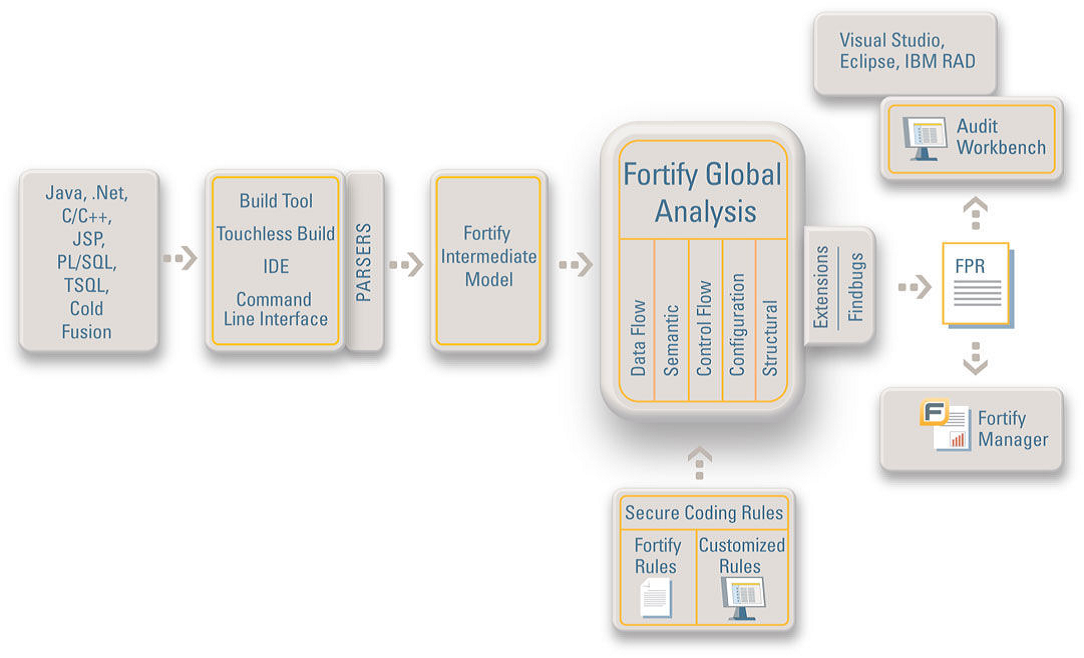 Java, .Net,
C/C++,
JSP,
PL/SQL,
TSQL,
Cold
Fusion
Build Tool
Touchless Build
IDE
Command
Line Interface
PARSERS
Fortify
Intermediate
Model
Fortify Global
Analysis
Data Flow
Semantic
Control Flow
Configuration
Structural
Extensions
Findbugs
Secure Coding Rules
Fortify
Rules
Customized
Rules
FPR
Visual Studio,
Eclipse, IBM RAD
Audit
Workbench
F
Fortify
Manager